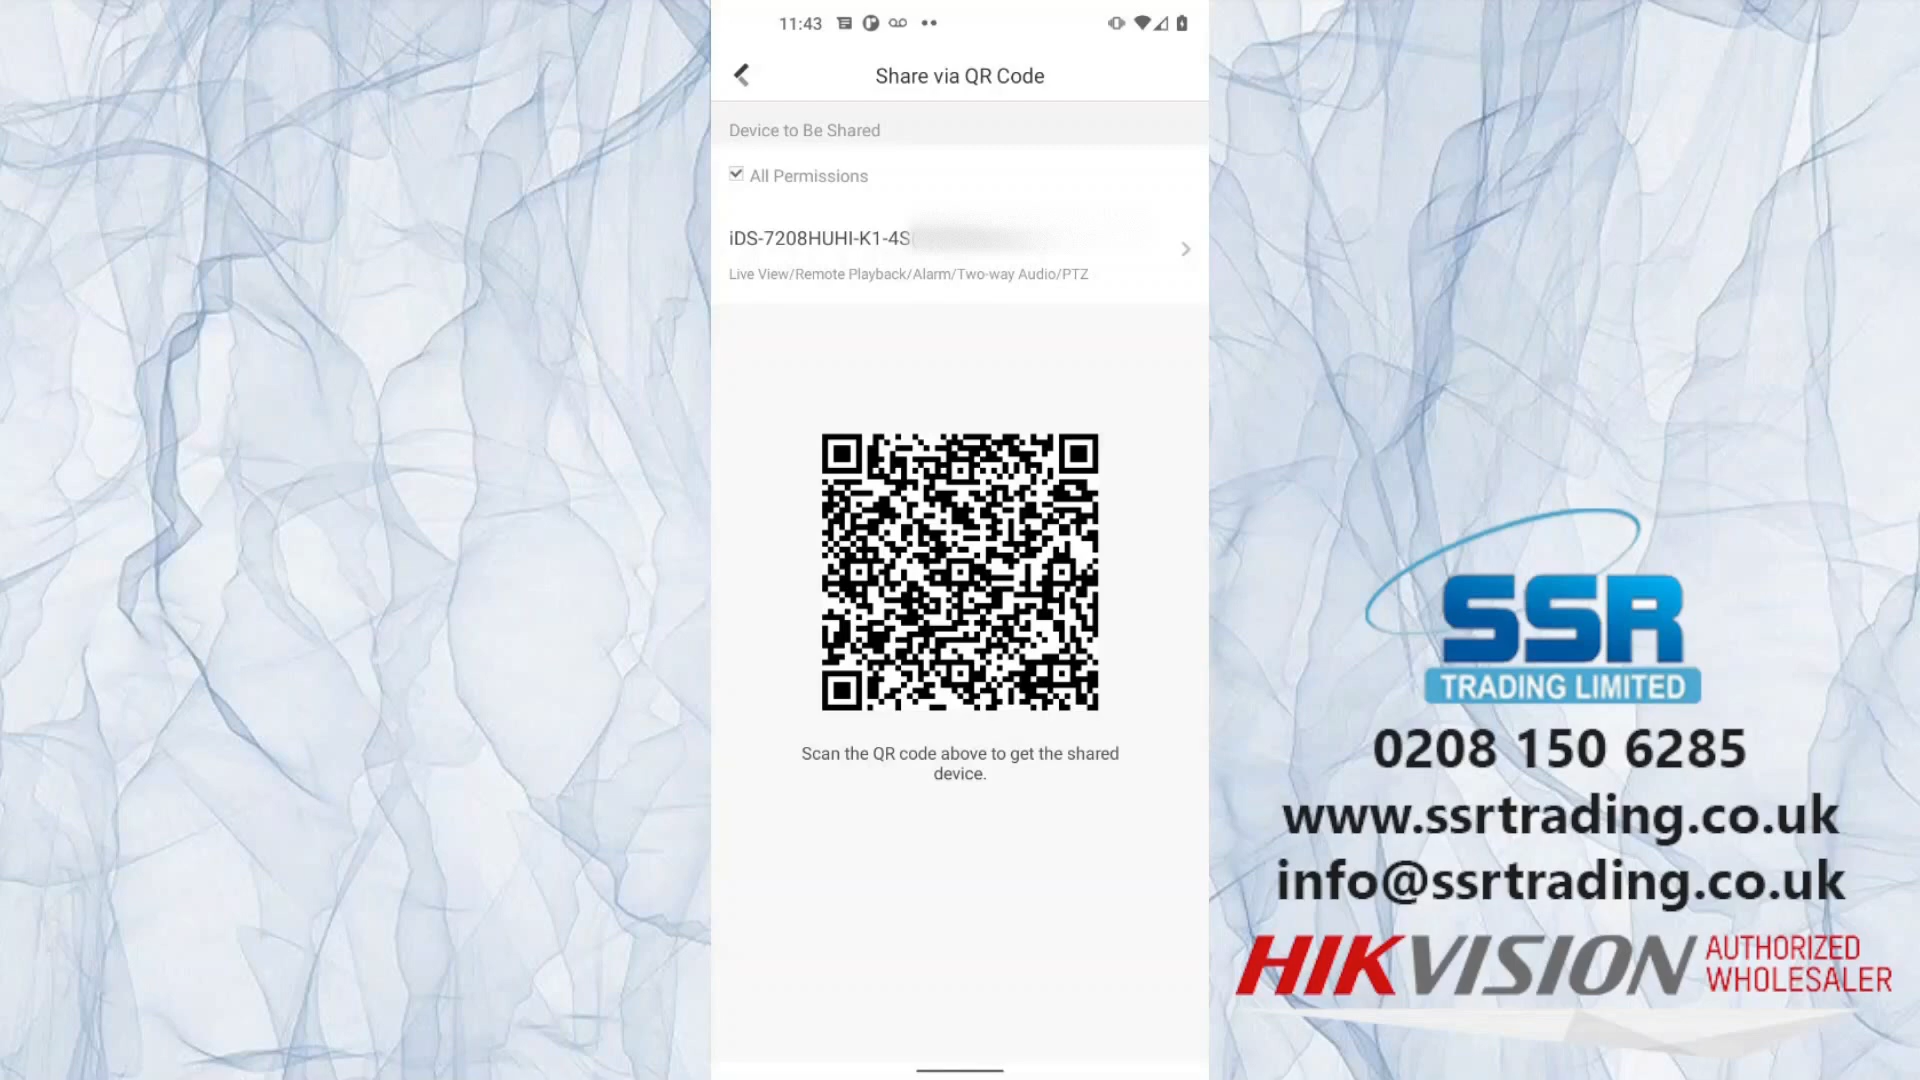 11:43
Share via QR Code
Device to Be Shared
All Permissions
iDS-7208HUHI-K1-4S
Live View/Remote Playback/Alarm/Two-way Audio/PTZ
Scan the QR code above to get the shared
device.
SSR
TRADING LIMITED
0208 150 6285
www.ssrtrading.co.uk
info@ssrtrading.co.uk
HIKVISION AUTHORIZED
WHOLESALER